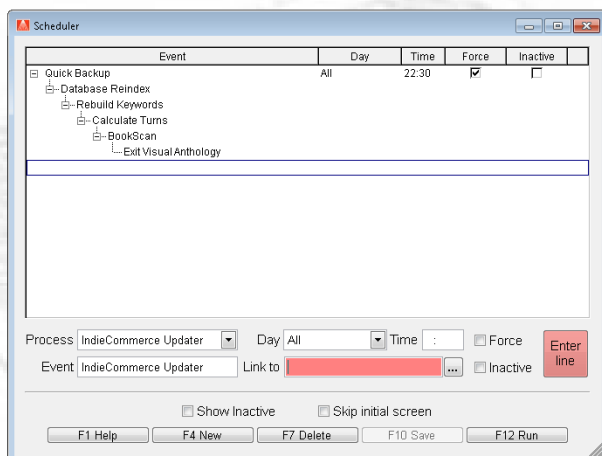 Scheduler
Event Day Time Force Inactive
Quick Backup All 22:30
Database Reindex
Rebuild Keywords
Calculate Turns
BookScan
Exit Visual Anthology
Process IndieCommerce Updater Day All Time : Force Enter line
Event IndieCommerce Updater Link to ... Inactive
Show Inactive Skip initial screen
F1 Help F4 New F7 Delete F10 Save F12 Run